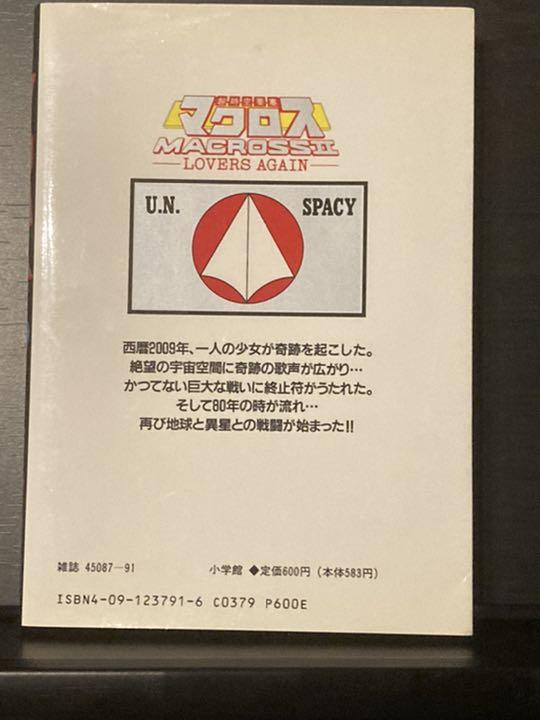 超時空要塞
マクロス
MACROSSII
LOVERS AGAIN
U.N. SPACY
西暦2009年、一人の少女が奇跡を起こした。
絶望の宇宙空間に奇跡の歌声が広がり…
かつてない巨大な戦いに終止符がうたれた。
そして80年の時が流れ…
再び地球と異星との戦闘が始まった!!
雑誌 45087-91 小学館 ◆定価600円(本体583円)
ISBN4-09-123791-6 C0379 P600E